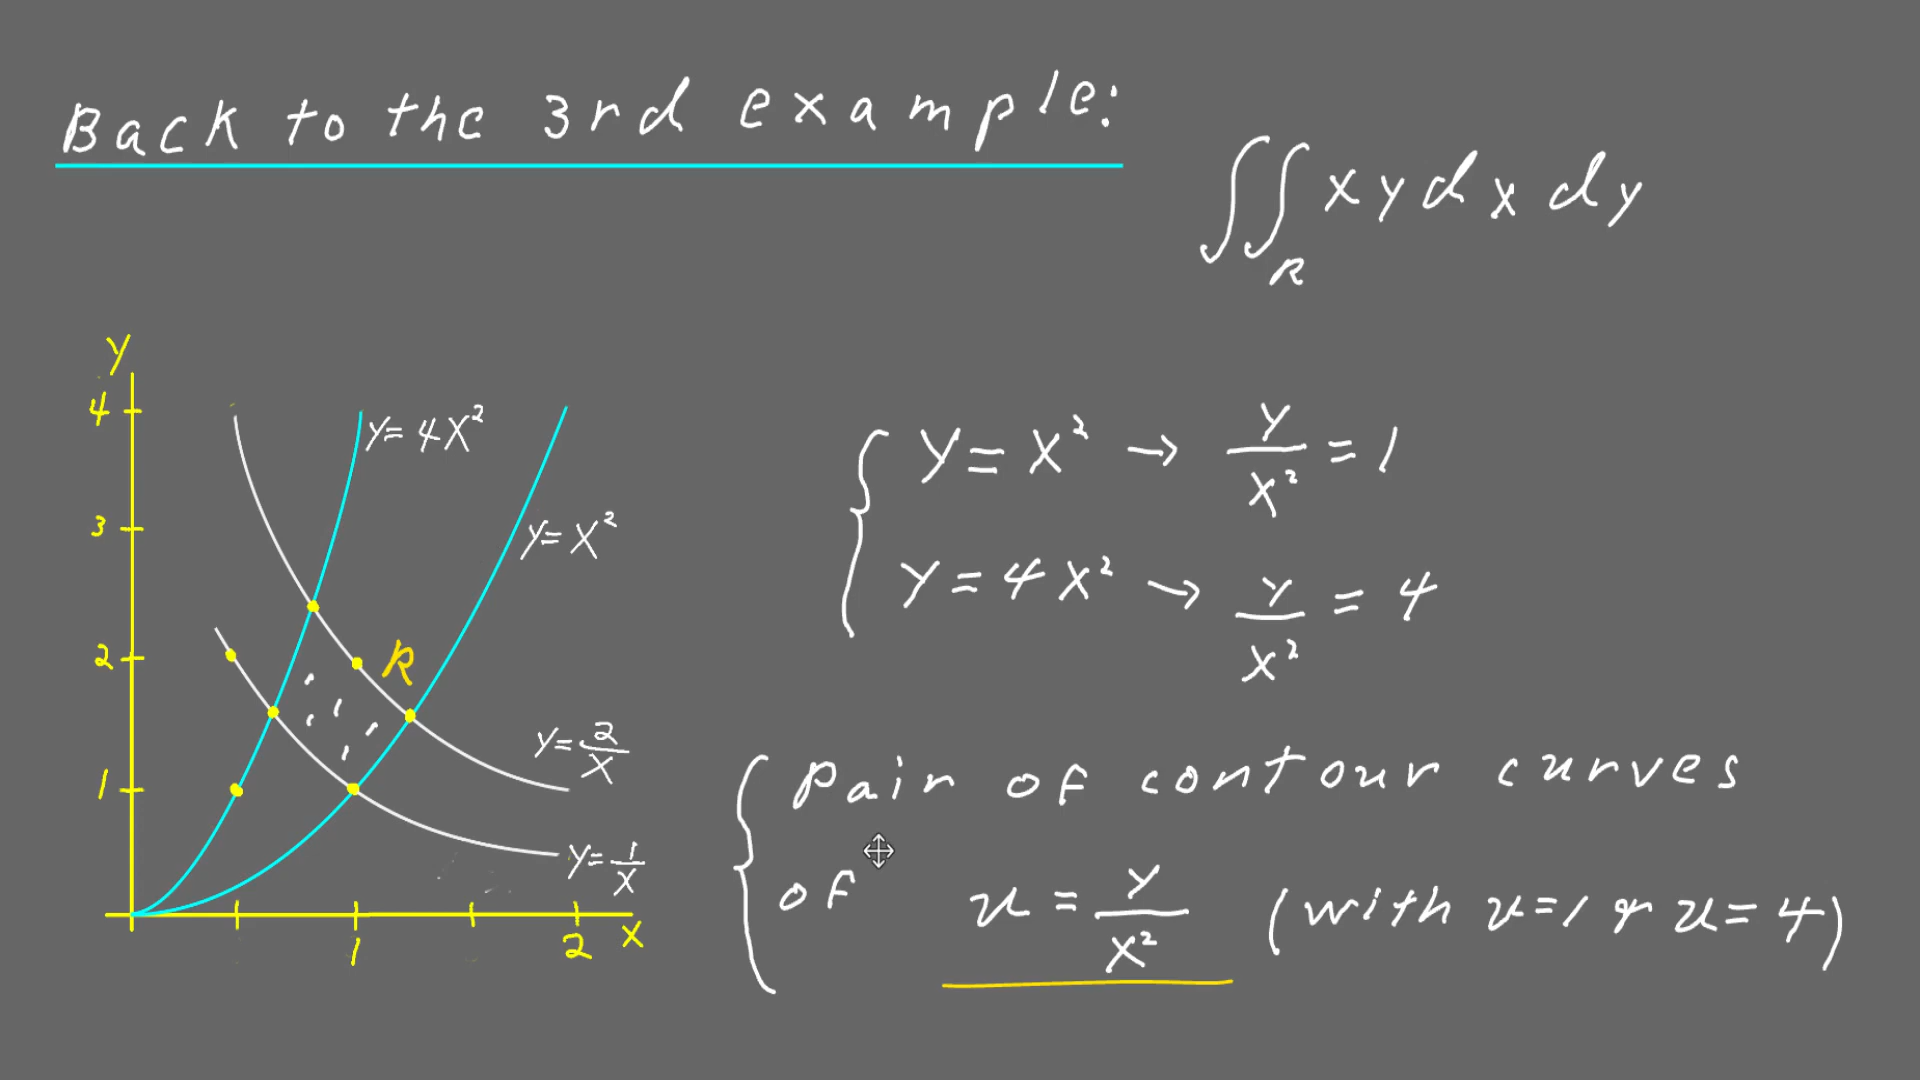 Back to the 3rd example:
∬_R xy dx dy
y
4
3
2
1
1
2
x
y = 4x²
y = x²
R
y = 2/x
y = 1/x
y = x² → y/x² = 1
y = 4x² → y/x² = 4
pair of contour curves
of u = y/x² (with u=1 & u=4)